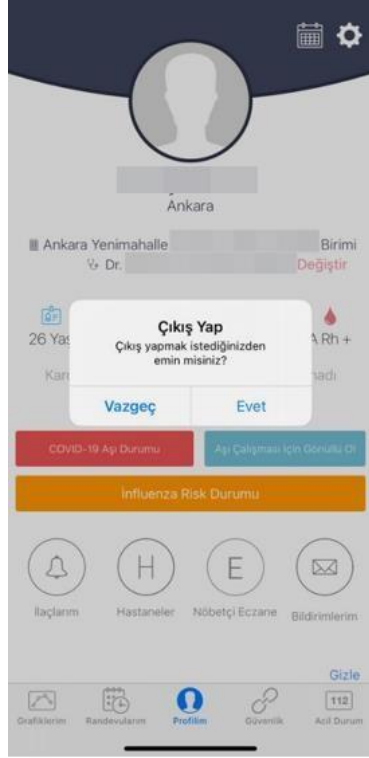 Ankara
Ankara Yenimahalle Birimi
Dr. Değiştir
26 Yaş
A Rh +
Çıkış Yap
Çıkış yapmak istediğinizden
emin misiniz?
Vazgeç Evet
COVID-19 Aşı Durumu
Aşı Çalışması İçin Gönüllü Ol
İnfluenza Risk Durumu
H E
İlaçlarım Hastaneler Nöbetçi Eczane Bildirimlerim
Gizle
112
Grafiklerim Randevularım Profilim Güvenlik Acil Durum